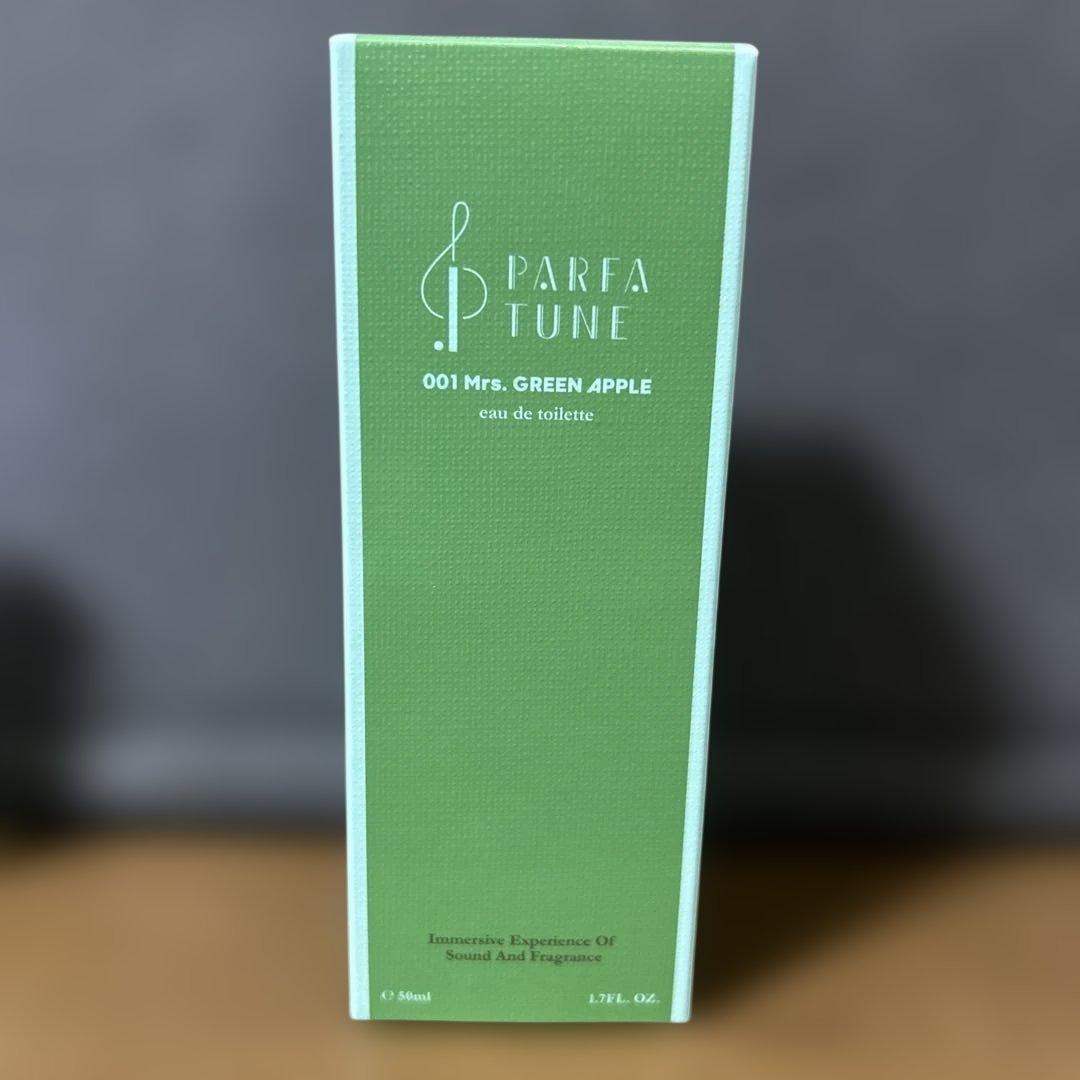 PARFA
TUNE
001 Mrs. GREEN APPLE
eau de toilette
Immersive Experience Of
Sound And Fragrance
℮ 50ml
1.7FL. OZ.